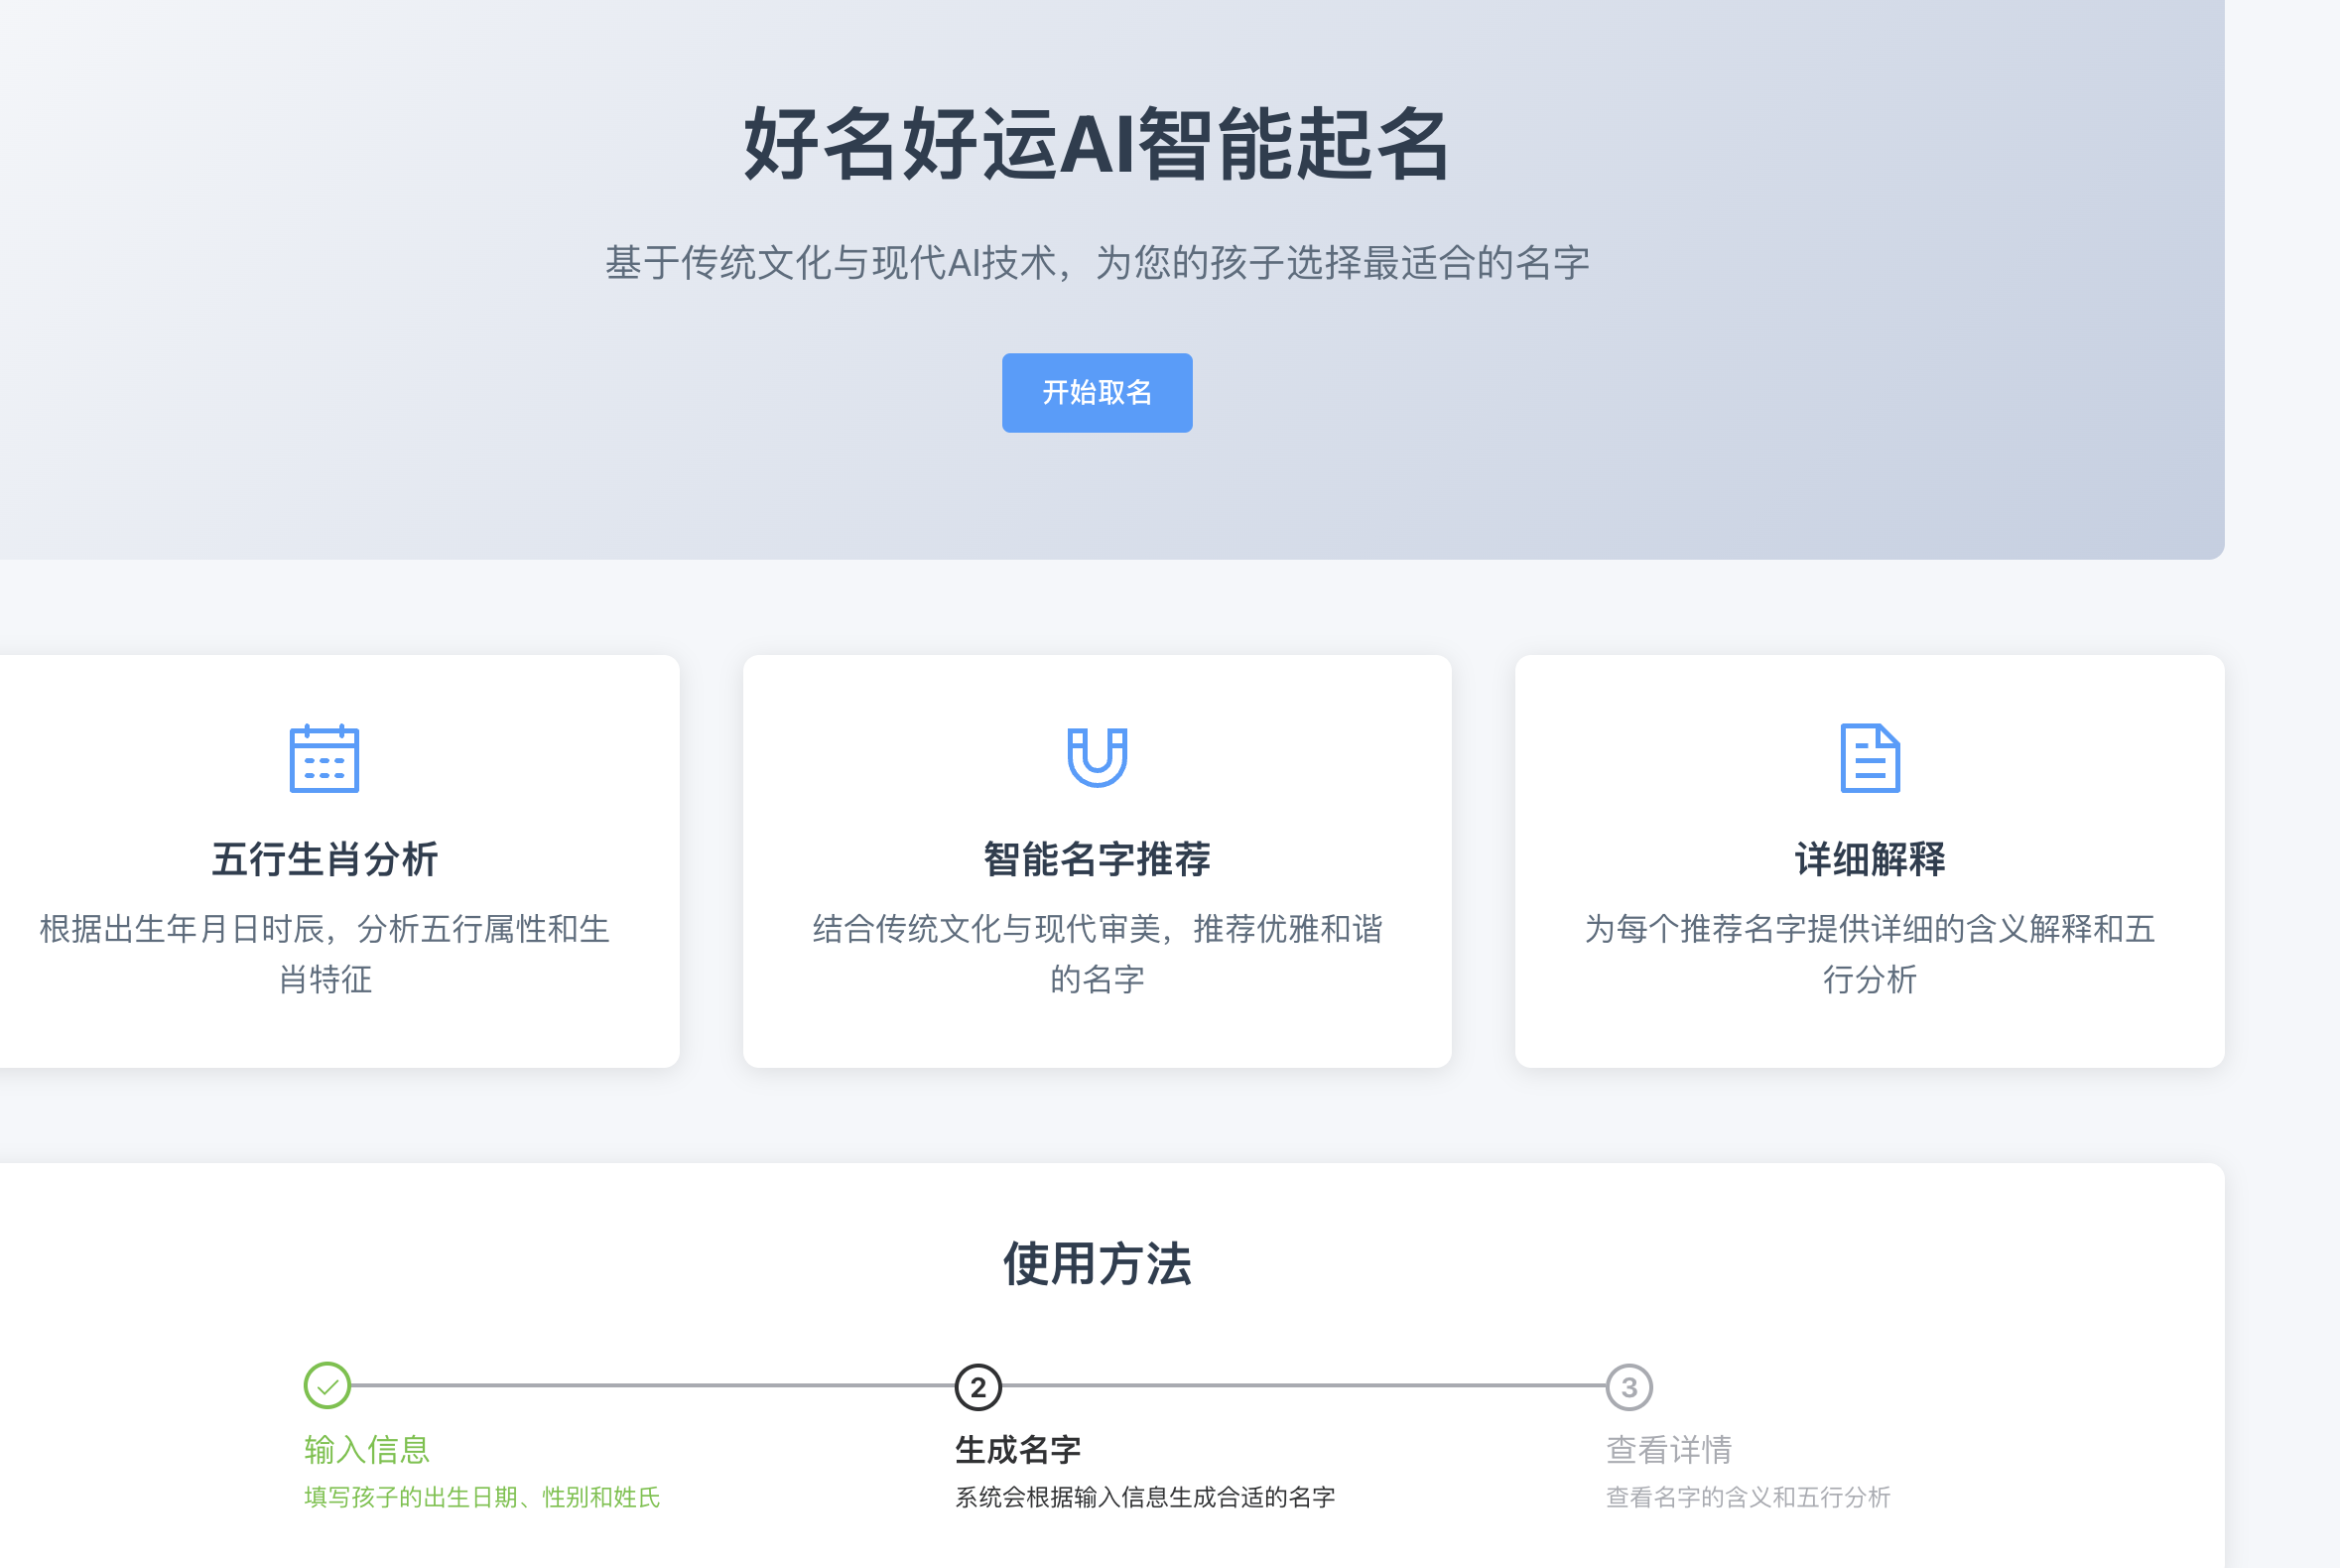 好名好运AI智能起名
基于传统文化与现代AI技术，为您的孩子选择最适合的名字
开始取名
五行生肖分析
根据出生年月日时辰，分析五行属性和生
肖特征
智能名字推荐
结合传统文化与现代审美，推荐优雅和谐
的名字
详细解释
为每个推荐名字提供详细的含义解释和五
行分析
使用方法
输入信息
填写孩子的出生日期、性别和姓氏
2
生成名字
系统会根据输入信息生成合适的名字
3
查看详情
查看名字的含义和五行分析